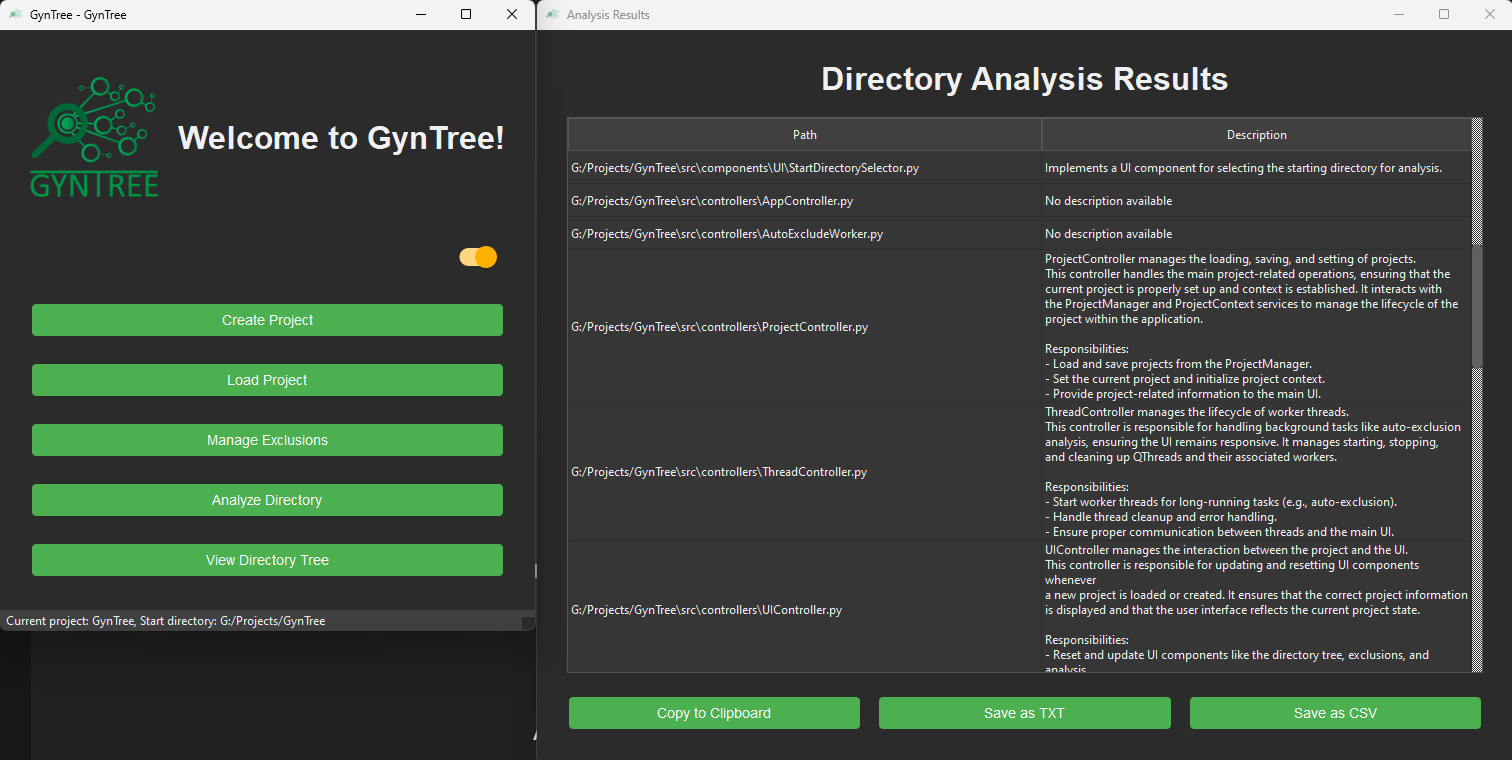 GynTree - GynTree
GYNTREE
Welcome to GynTree!
Create Project
Load Project
Manage Exclusions
Analyze Directory
View Directory Tree
Current project: GynTree, Start directory: G:/Projects/GynTree
Analysis Results
Directory Analysis Results
Path Description
G:/Projects/GynTree\src\components\UI\StartDirectorySelector.py
Implements a UI component for selecting the starting directory for analysis.
G:/Projects/GynTree\src\controllers\AppController.py
No description available
G:/Projects/GynTree\src\controllers\AutoExcludeWorker.py
No description available
G:/Projects/GynTree\src\controllers\ProjectController.py
ProjectController manages the loading, saving, and setting of projects.
This controller handles the main project-related operations, ensuring that the
current project is properly set up and context is established. It interacts with
the ProjectManager and ProjectContext services to manage the lifecycle of the
project within the application.
Responsibilities:
- Load and save projects from the ProjectManager.
- Set the current project and initialize project context.
- Provide project-related information to the main UI.
G:/Projects/GynTree\src\controllers\ThreadController.py
ThreadController manages the lifecycle of worker threads.
This controller is responsible for handling background tasks like auto-exclusion
analysis, ensuring the UI remains responsive. It manages starting, stopping,
and cleaning up QThreads and their associated workers.
Responsibilities:
- Start worker threads for long-running tasks (e.g., auto-exclusion).
- Handle thread cleanup and error handling.
- Ensure proper communication between threads and the main UI.
G:/Projects/GynTree\src\controllers\UIController.py
UIController manages the interaction between the project and the UI.
This controller is responsible for updating and resetting UI components
whenever
a new project is loaded or created. It ensures that the correct project information
is displayed and that the user interface reflects the current project state.
Responsibilities:
- Reset and update UI components like the directory tree, exclusions, and
analysis
Copy to Clipboard
Save as TXT
Save as CSV